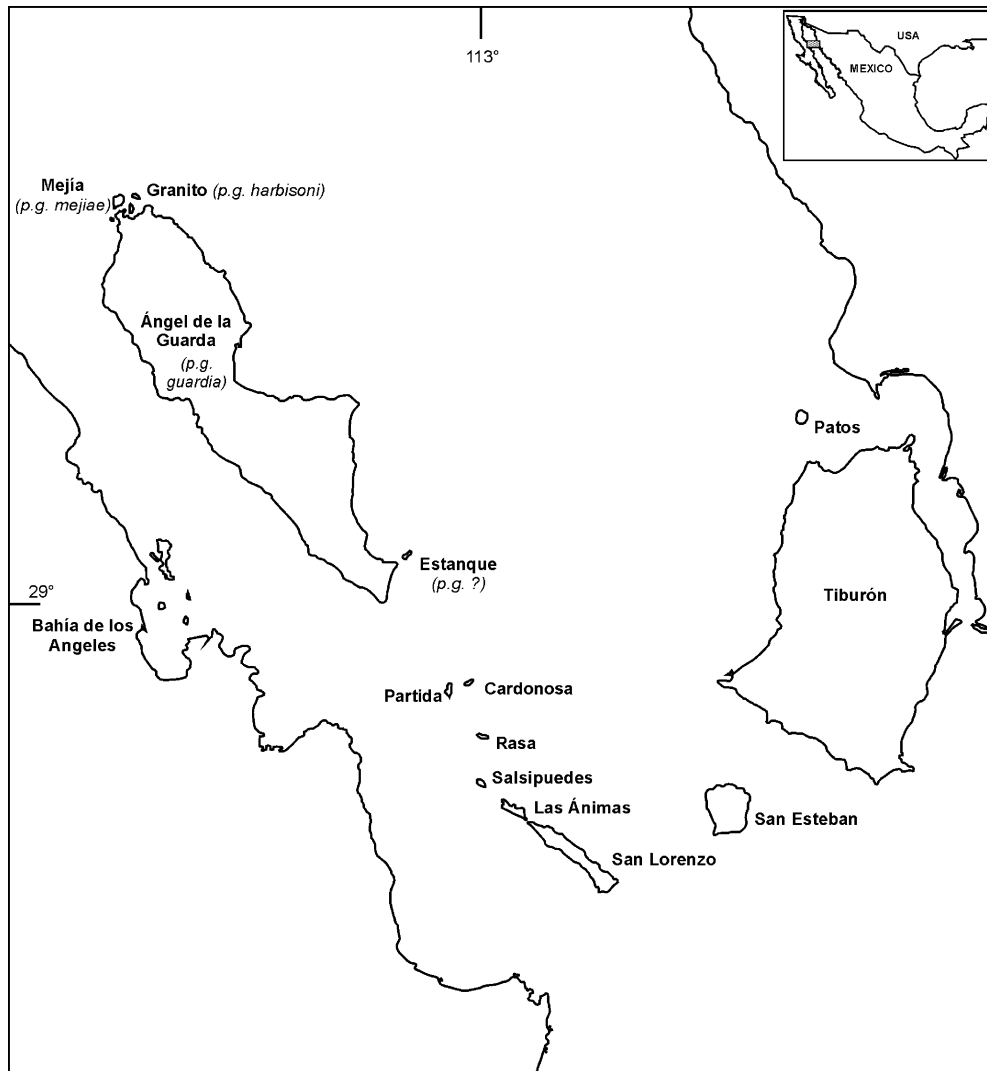 113°
USA
MEXICO
Mejía
(p.g. mejiae)
Granito (p.g. harbisoni)
Ángel de la
Guarda
(p.g.
guardia)
Patos
Estanque
(p.g. ?)
29°
Tiburón
Bahía de los
Angeles
Partida
Cardonosa
Rasa
Salsipuedes
Las Ánimas
San Esteban
San Lorenzo